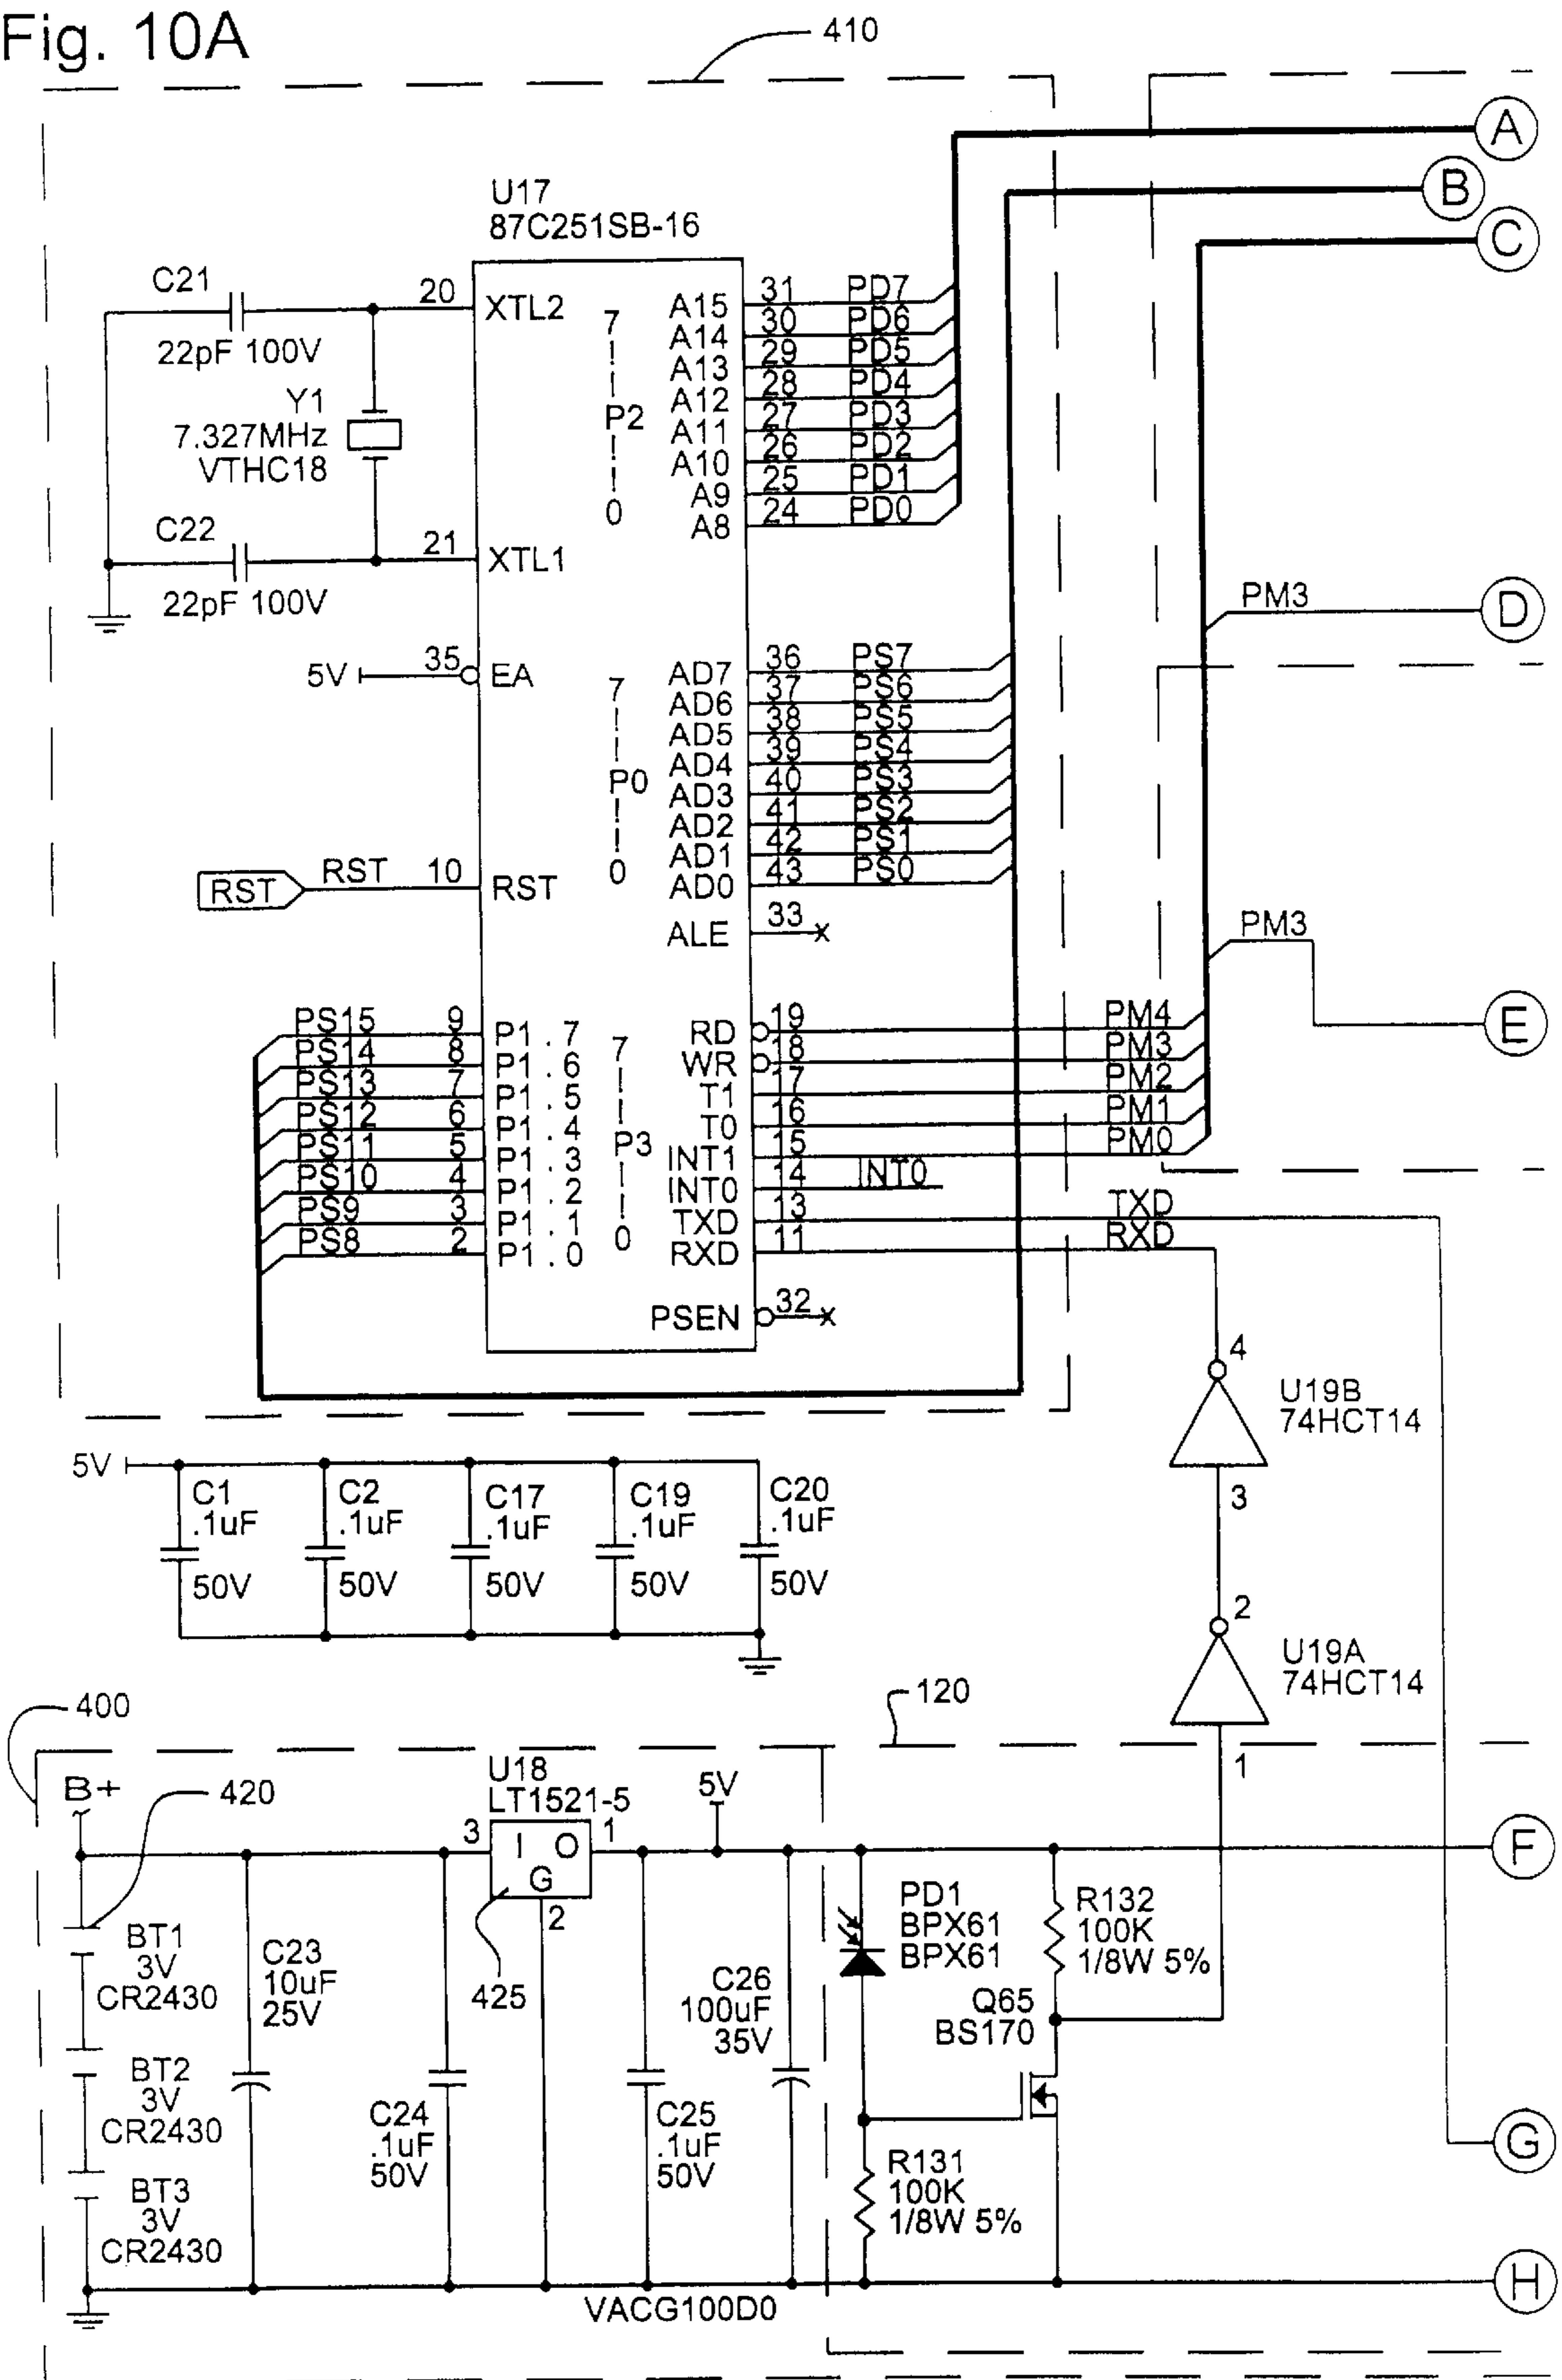 Fig. 10A
410
A
B
C
U17
87C251SB-16
C21
22pF 100V
Y1
7.327MHz
VTHC18
C22
22pF 100V
20 XTL2
21 XTL1
5V 35 EA
RST RST 10 RST
7 P2 0
A15 31 PD7
A14 30 PD6
A13 29 PD5
A12 28 PD4
A11 27 PD3
A10 26 PD2
A9 25 PD1
A8 24 PD0
PM3 D
7 P0 0
AD7 36 PS7
AD6 37 PS6
AD5 38 PS5
AD4 39 PS4
AD3 40 PS3
AD2 41 PS2
AD1 42 PS1
AD0 43 PS0
ALE 33 x
PM3
E
PS15 9 P1.7
PS14 8 P1.6
PS13 7 P1.5
PS12 6 P1.4
PS11 5 P1.3
PS10 4 P1.2
PS9 3 P1.1
PS8 2 P1.0
7 P3 0
RD 19 PM4
WR 18 PM3
T1 17 PM2
T0 16 PM1
INT1 15 PM0
INT0 14 INT0
TXD 13 TXD
RXD 11 RXD
PSEN 32 x
4
U19B
74HCT14
3
2
U19A
74HCT14
1
5V
C1
.1uF
50V
C2
.1uF
50V
C17
.1uF
50V
C19
.1uF
50V
C20
.1uF
50V
400
120
B+
420
U18
LT1521-5
3 I O 1
G
2
425
5V
F
BT1
3V
CR2430
BT2
3V
CR2430
BT3
3V
CR2430
C23
10uF
25V
C24
.1uF
50V
C25
.1uF
50V
C26
100uF
35V
PD1
BPX61
BPX61
R132
100K
1/8W 5%
Q65
BS170
R131
100K
1/8W 5%
G
H
VACG100D0